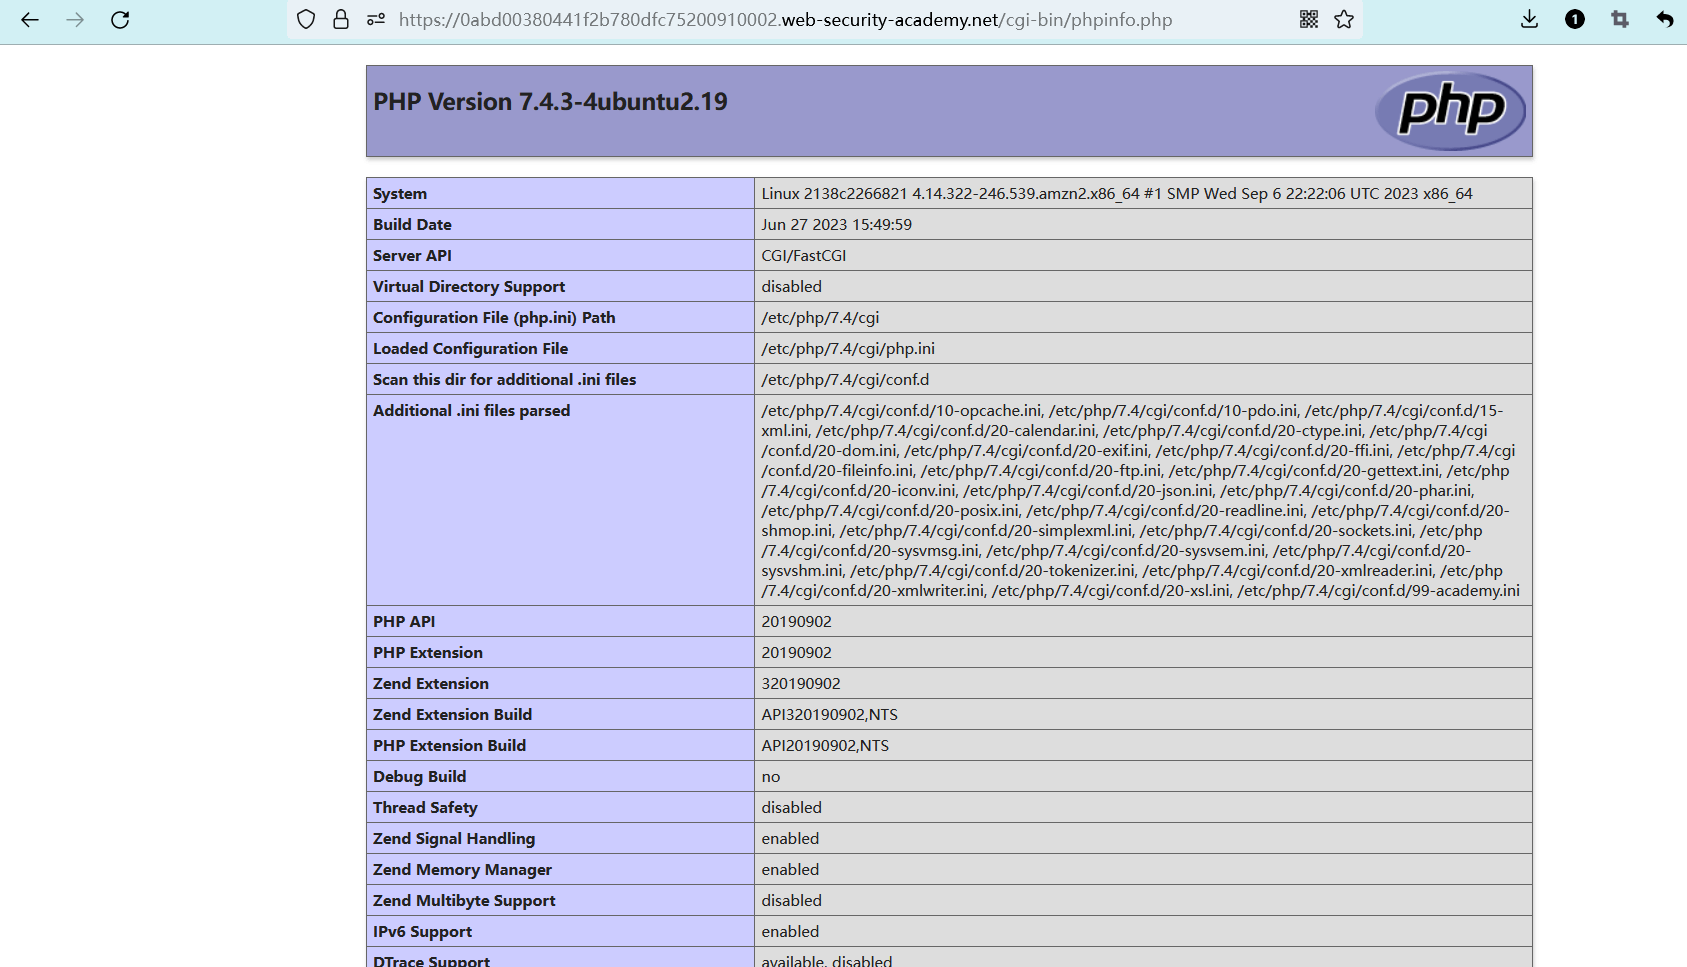 https://0abd00380441f2b780dfc75200910002.web-security-academy.net/cgi-bin/phpinfo.php
1
PHP Version 7.4.3-4ubuntu2.19
php
System Linux 2138c2266821 4.14.322-246.539.amzn2.x86_64 #1 SMP Wed Sep 6 22:22:06 UTC 2023 x86_64
Build Date Jun 27 2023 15:49:59
Server API CGI/FastCGI
Virtual Directory Support disabled
Configuration File (php.ini) Path /etc/php/7.4/cgi
Loaded Configuration File /etc/php/7.4/cgi/php.ini
Scan this dir for additional .ini files /etc/php/7.4/cgi/conf.d
Additional .ini files parsed /etc/php/7.4/cgi/conf.d/10-opcache.ini, /etc/php/7.4/cgi/conf.d/10-pdo.ini, /etc/php/7.4/cgi/conf.d/15-
xml.ini, /etc/php/7.4/cgi/conf.d/20-calendar.ini, /etc/php/7.4/cgi/conf.d/20-ctype.ini, /etc/php/7.4/cgi
/conf.d/20-dom.ini, /etc/php/7.4/cgi/conf.d/20-exif.ini, /etc/php/7.4/cgi/conf.d/20-ffi.ini, /etc/php/7.4/cgi
/conf.d/20-fileinfo.ini, /etc/php/7.4/cgi/conf.d/20-ftp.ini, /etc/php/7.4/cgi/conf.d/20-gettext.ini, /etc/php
/7.4/cgi/conf.d/20-iconv.ini, /etc/php/7.4/cgi/conf.d/20-json.ini, /etc/php/7.4/cgi/conf.d/20-phar.ini,
/etc/php/7.4/cgi/conf.d/20-posix.ini, /etc/php/7.4/cgi/conf.d/20-readline.ini, /etc/php/7.4/cgi/conf.d/20-
shmop.ini, /etc/php/7.4/cgi/conf.d/20-simplexml.ini, /etc/php/7.4/cgi/conf.d/20-sockets.ini, /etc/php
/7.4/cgi/conf.d/20-sysvmsg.ini, /etc/php/7.4/cgi/conf.d/20-sysvsem.ini, /etc/php/7.4/cgi/conf.d/20-
sysvshm.ini, /etc/php/7.4/cgi/conf.d/20-tokenizer.ini, /etc/php/7.4/cgi/conf.d/20-xmlreader.ini, /etc/php
/7.4/cgi/conf.d/20-xmlwriter.ini, /etc/php/7.4/cgi/conf.d/20-xsl.ini, /etc/php/7.4/cgi/conf.d/99-academy.ini
PHP API 20190902
PHP Extension 20190902
Zend Extension 320190902
Zend Extension Build API320190902,NTS
PHP Extension Build API20190902,NTS
Debug Build no
Thread Safety disabled
Zend Signal Handling enabled
Zend Memory Manager enabled
Zend Multibyte Support disabled
IPv6 Support enabled
DTrace Support available, disabled